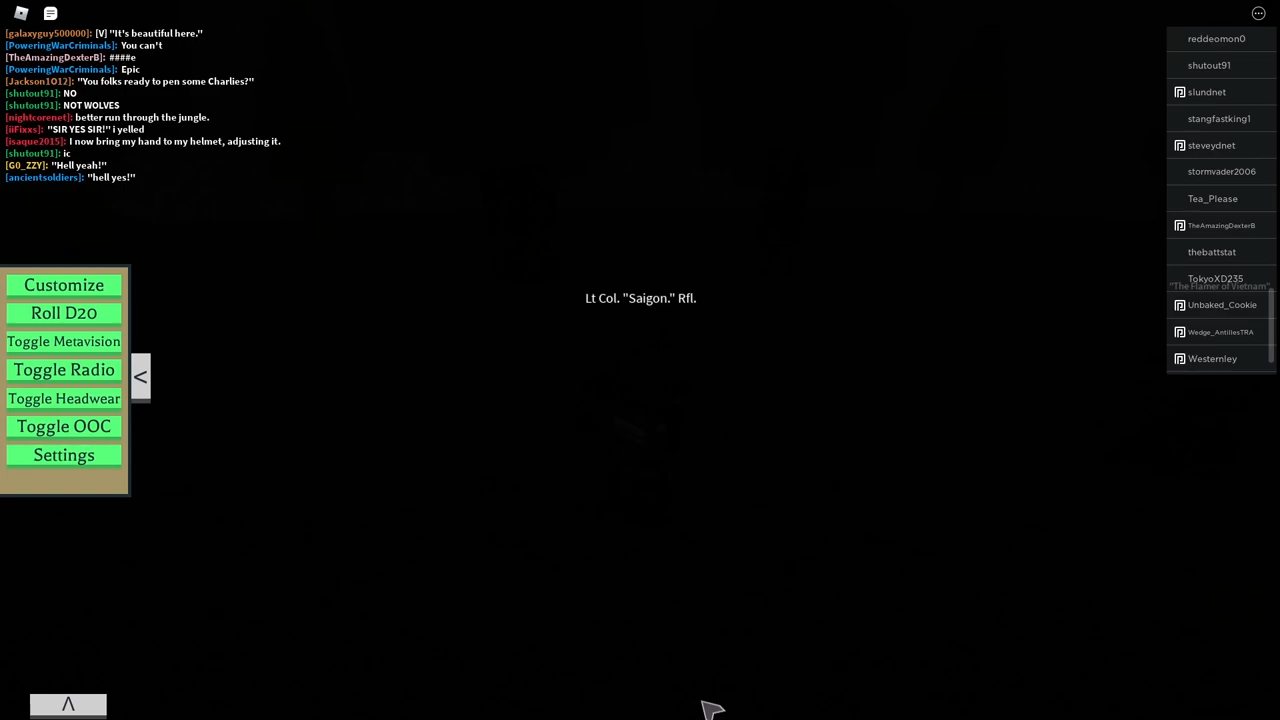 [galaxyguy500000]: [V] "It's beautiful here."
[PoweringWarCriminals]: You can't
[TheAmazingDexterB]: ####e
[PoweringWarCriminals]: Epic
[Jackson1O12]: "You folks ready to pen some Charlies?"
[shutout91]: NO
[shutout91]: NOT WOLVES
[nightcorenet]: better run through the jungle.
[iiFixxs]: "SIR YES SIR!" i yelled
[isaque2015]: I now bring my hand to my helmet, adjusting it.
[shutout91]: ic
[G0_ZZY]: "Hell yeah!"
[ancientsoldiers]: "hell yes!"
Customize
Roll D20
Toggle Metavision
Toggle Radio
Toggle Headwear
Toggle OOC
Settings
<
Λ
Lt Col. "Saigon." Rfl.
reddeomon0
shutout91
slundnet
stangfastking1
steveydnet
stormvader2006
Tea_Please
TheAmazingDexterB
thebattstat
TokyoXD235
"The Flamer of Vietnam"
Unbaked_Cookie
Wedge_AntillesTRA
Westernley